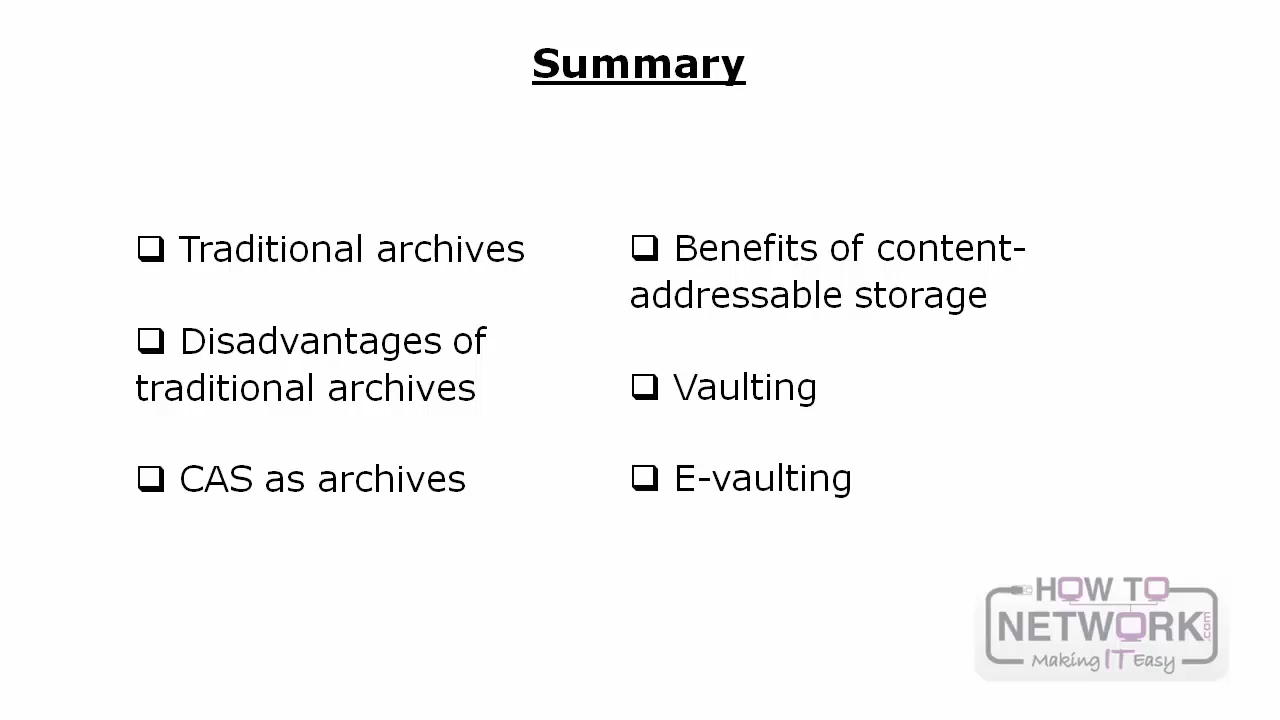 Summary
❑ Traditional archives
❑ Disadvantages of
traditional archives
❑ CAS as archives
❑ Benefits of content-
addressable storage
❑ Vaulting
❑ E-vaulting
HOW TO
NETWORK.com
Making IT Easy